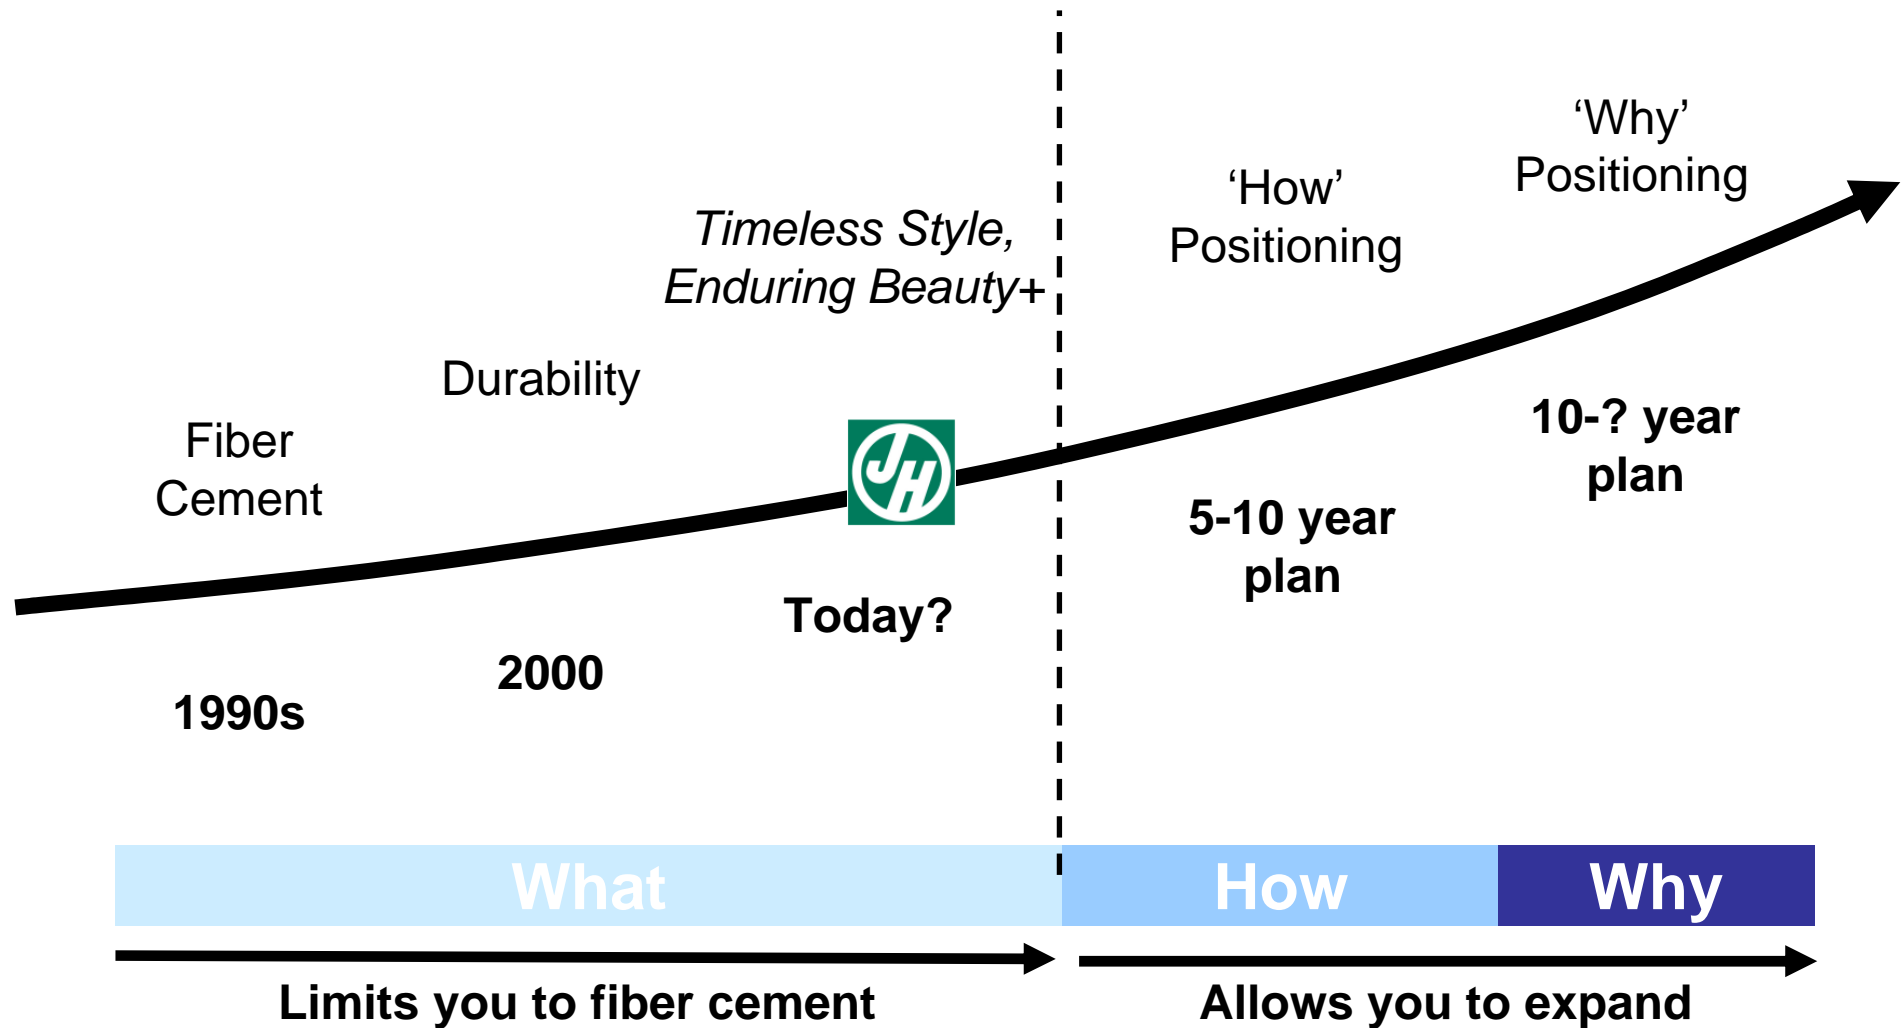 ‘Why’
Positioning
‘How’
Positioning
Timeless Style,
Enduring Beauty+
Durability
Fiber
Cement
JH
10-? year
plan
5-10 year
plan
Today?
2000
1990s
What
How
Why
Limits you to fiber cement
Allows you to expand